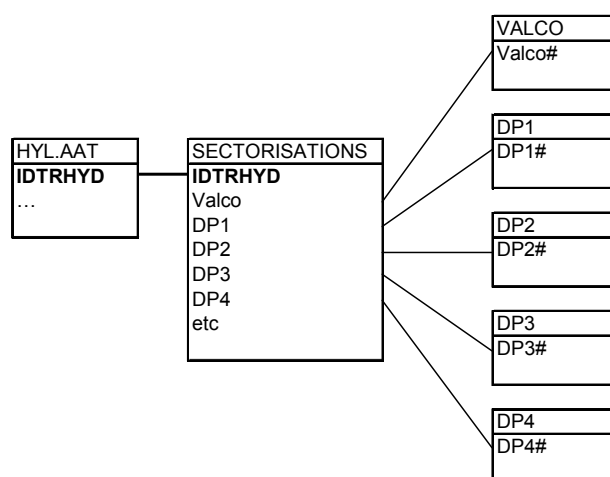 HYL.AAT
IDTRHYD
…
SECTORISATIONS
IDTRHYD
Valco
DP1
DP2
DP3
DP4
etc
VALCO
Valco#
DP1
DP1#
DP2
DP2#
DP3
DP3#
DP4
DP4#